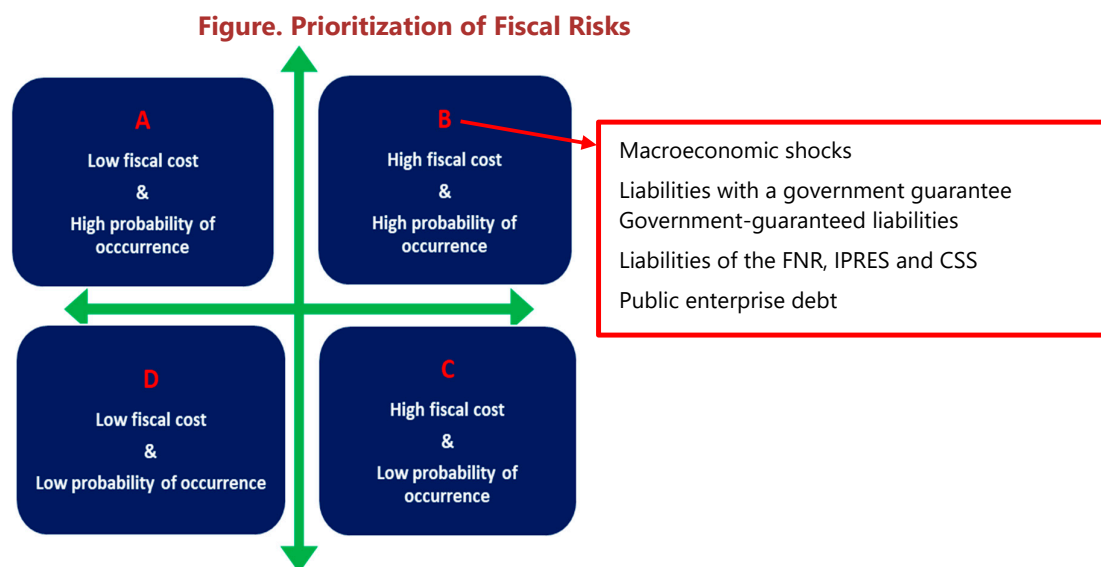 Figure. Prioritization of Fiscal Risks
A
Low fiscal cost
&
High probability of
occcurrence
B
High fiscal cost
&
High probability of
occurrence
Macroeconomic shocks
Liabilities with a government guarantee
Government-guaranteed liabilities
Liabilities of the FNR, IPRES and CSS
Public enterprise debt
D
Low fiscal cost
&
Low probability of occurrence
C
High fiscal cost
&
Low probability of
occurrence